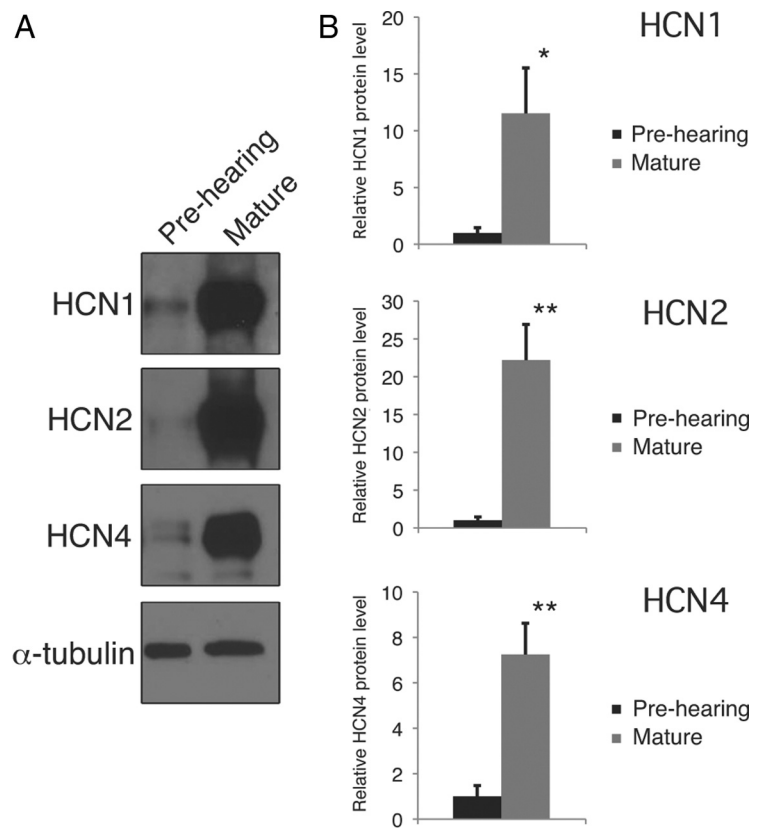 A
Pre-hearing
Mature
HCN1
HCN2
HCN4
α-tubulin
B
HCN1
Relative HCN1 protein level
20
15
10
5
0
*
Pre-hearing
Mature
HCN2
Relative HCN2 protein level
30
25
20
15
10
5
0
**
Pre-hearing
Mature
HCN4
Relative HCN4 protein level
10
8
6
4
2
0
**
Pre-hearing
Mature